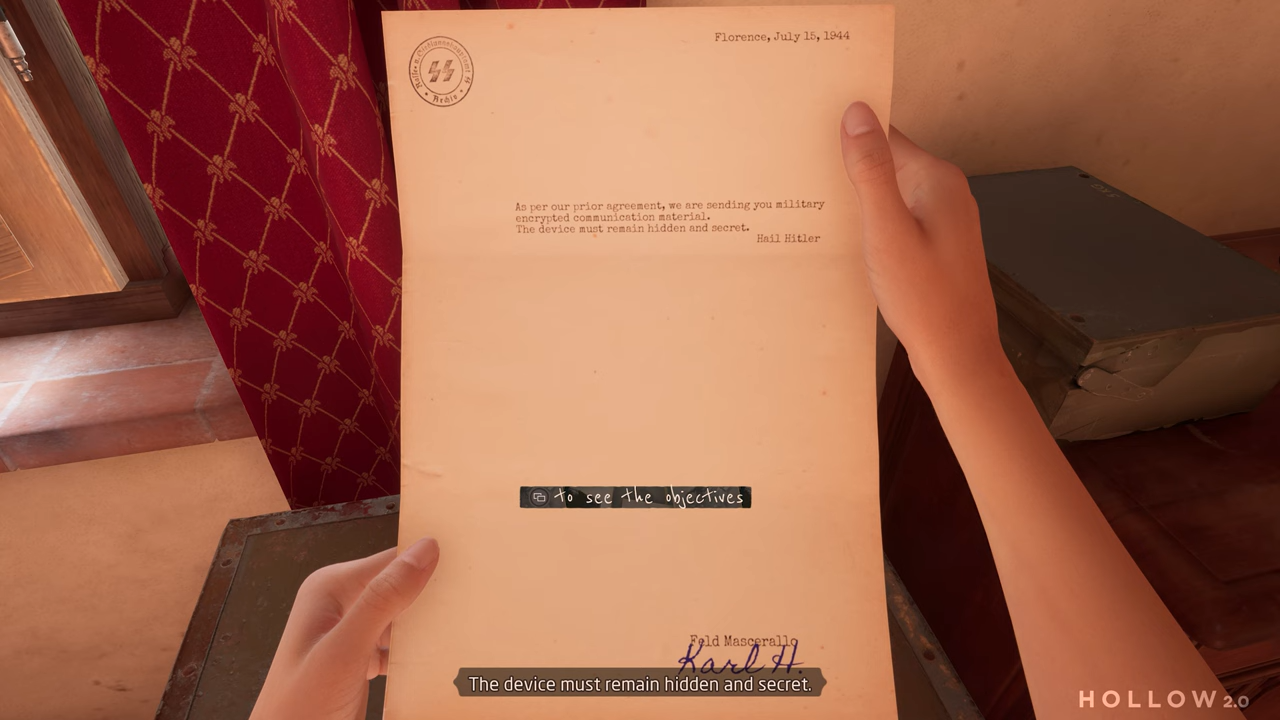 Florence, July 15, 1944
As per our prior agreement, we are sending you military
encrypted communication material.
The device must remain hidden and secret.
Hail Hitler
to see the objectives
Feld Mascerallo
Karl H.
The device must remain hidden and secret.
HOLLOW 2.0